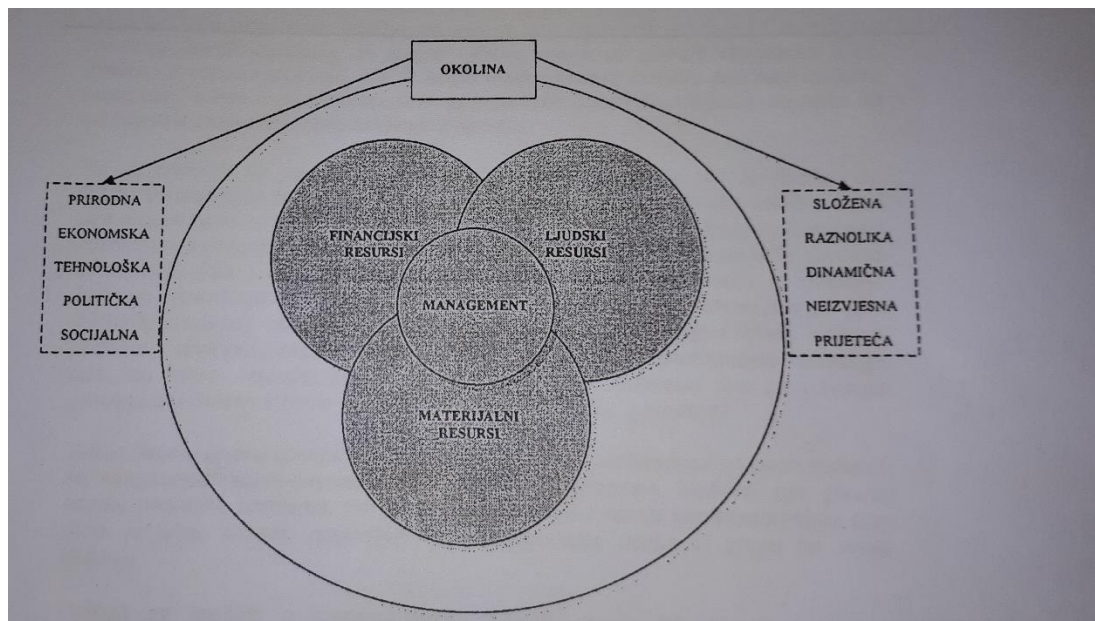 OKOLINA
PRIRODNA
EKONOMSKA
TEHNOLOŠKA
POLITIČKA
SOCIJALNA
FINANCIJSKI
RESURSI
LJUDSKI
RESURSI
MANAGEMENT
MATERIJALNI
RESURSI
SLOŽENA
RAZNOLIKA
DINAMIČNA
NEIZVJESNA
PRIJETEĆA